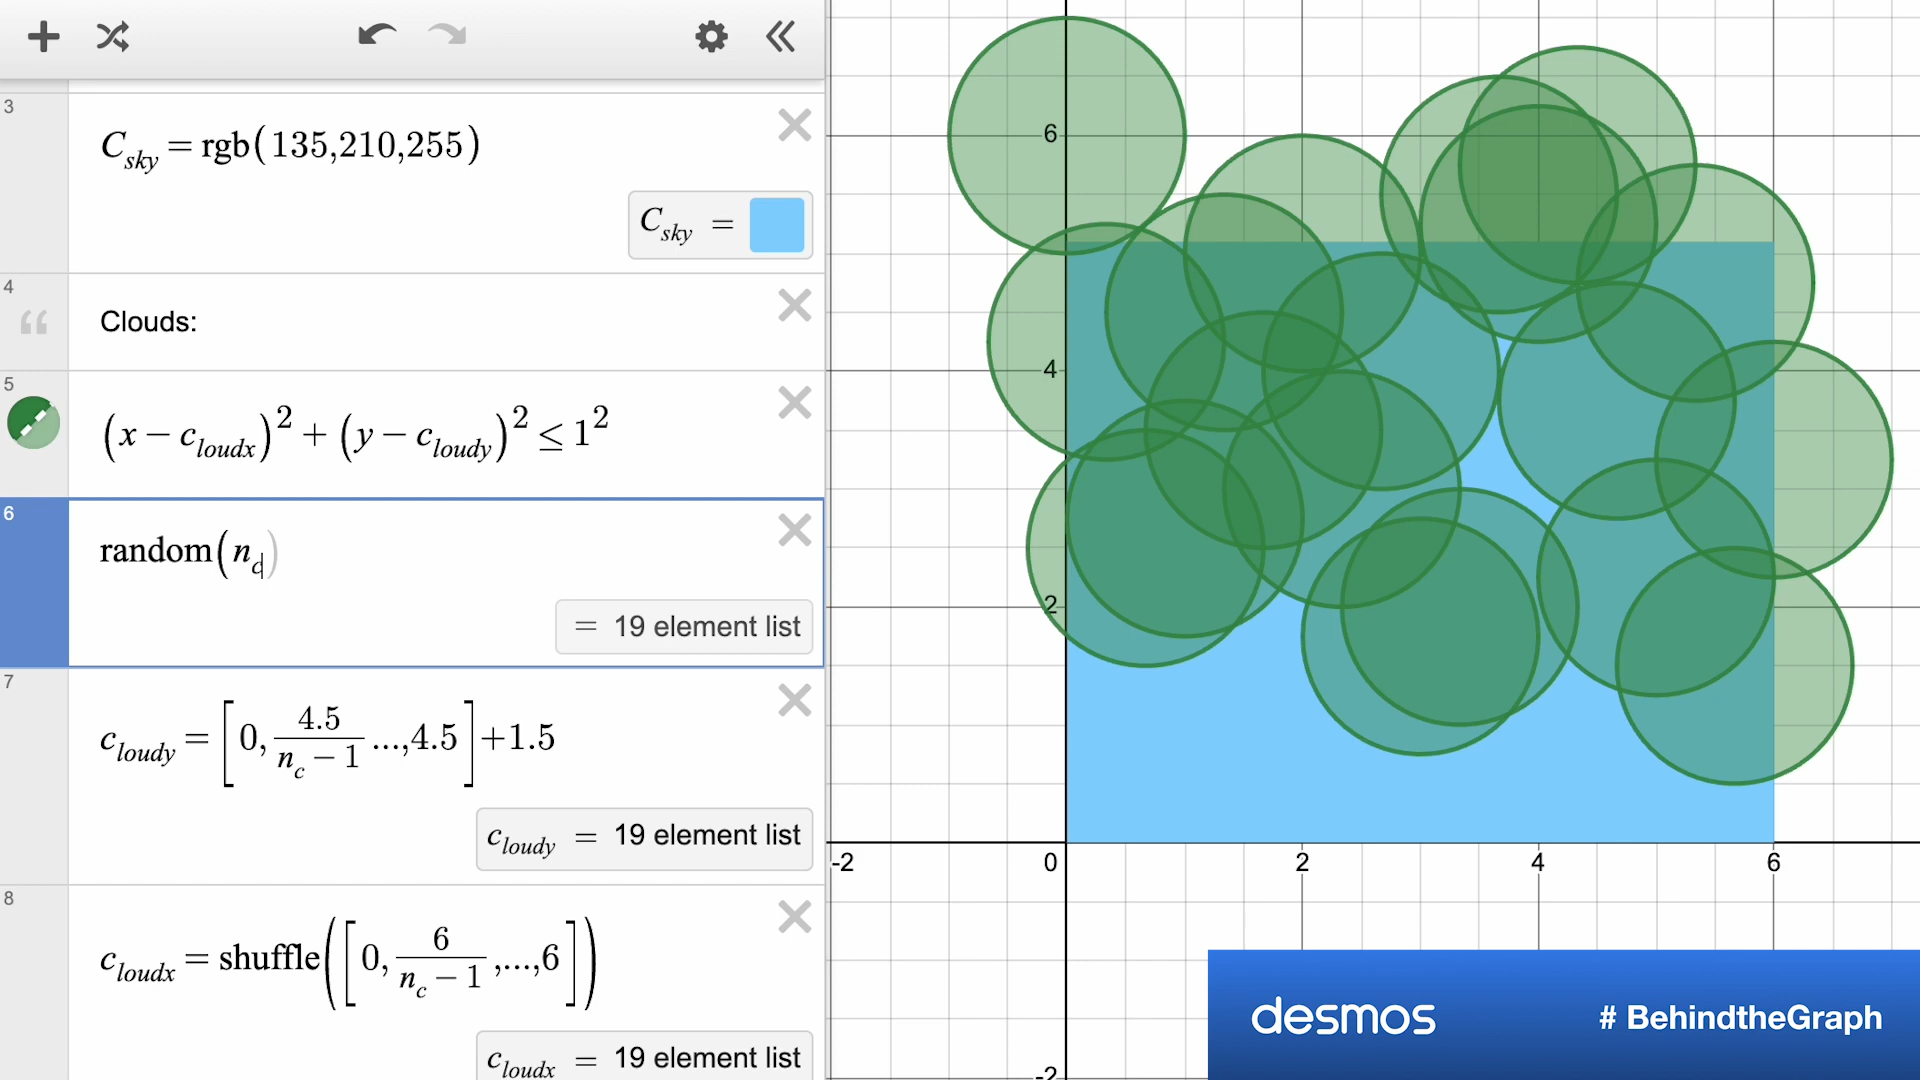 3
C_sky = rgb(135,210,255)
C_sky =
4
Clouds:
5
(x − c_loudx)² + (y − c_loudy)² ≤ 1²
6
random(n_c)
= 19 element list
7
c_loudy = [0, 4.5/(n_c − 1) ...,4.5]+1.5
c_loudy = 19 element list
8
c_loudx = shuffle([0, 6/(n_c − 1),...,6])
c_loudx = 19 element list
6
4
2
-2 0 2 4 6
-2
desmos # BehindtheGraph